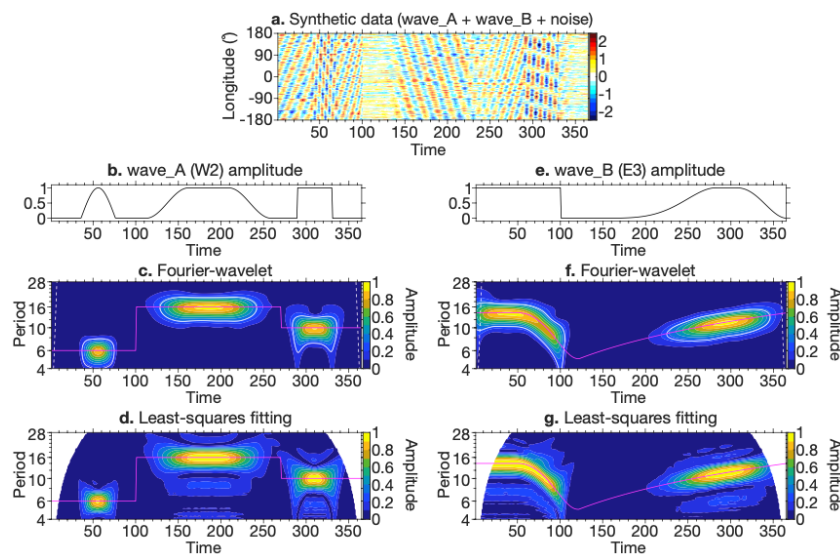 a. Synthetic data (wave_A + wave_B + noise)
Longitude (°)
180
90
0
-90
-180
50 100 150 200 250 300 350
Time
2
1
0
-1
-2
b. wave_A (W2) amplitude
1
0.5
0
50 100 150 200 250 300 350
Time
e. wave_B (E3) amplitude
1
0.5
0
50 100 150 200 250 300 350
Time
c. Fourier-wavelet
Period
28
16
10
6
4
50 100 150 200 250 300 350
Time
1
0.8
0.6
0.4
0.2
0
Amplitude
f. Fourier-wavelet
Period
28
16
10
6
4
50 100 150 200 250 300 350
Time
1
0.8
0.6
0.4
0.2
0
Amplitude
d. Least-squares fitting
Period
28
16
10
6
4
50 100 150 200 250 300 350
Time
1
0.8
0.6
0.4
0.2
0
Amplitude
g. Least-squares fitting
Period
28
16
10
6
4
50 100 150 200 250 300 350
Time
1
0.8
0.6
0.4
0.2
0
Amplitude